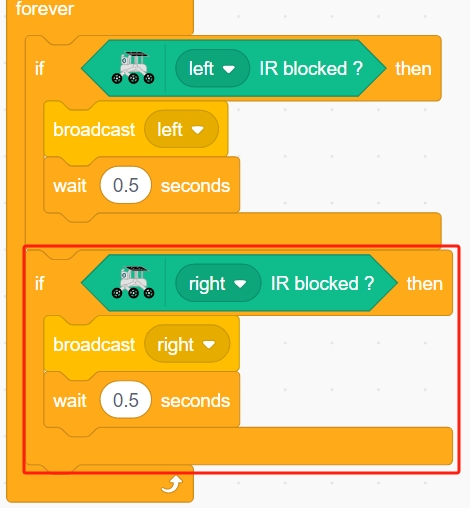 forever
if left IR blocked ? then
broadcast left
wait 0.5 seconds
if right IR blocked ? then
broadcast right
wait 0.5 seconds